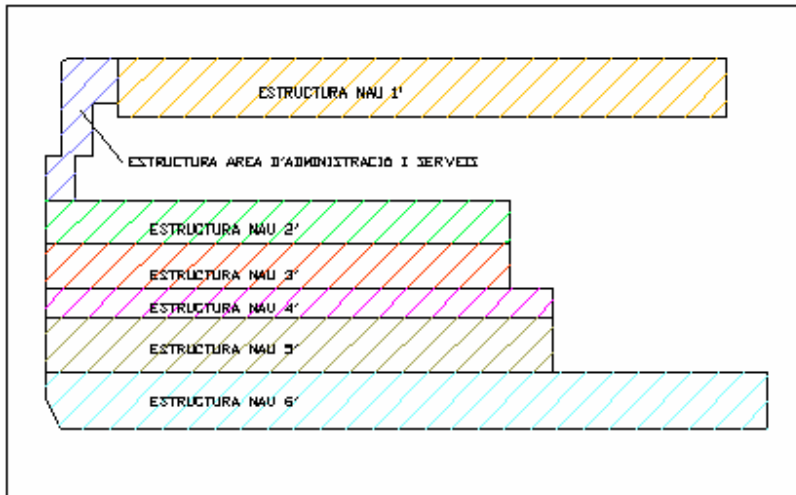 ESTRUCTURA NAU 1'
ESTRUCTURA AREA D'ADMINISTRACIÓ I SERVEIS
ESTRUCTURA NAU 2'
ESTRUCTURA NAU 3'
ESTRUCTURA NAU 4'
ESTRUCTURA NAU 5'
ESTRUCTURA NAU 6'